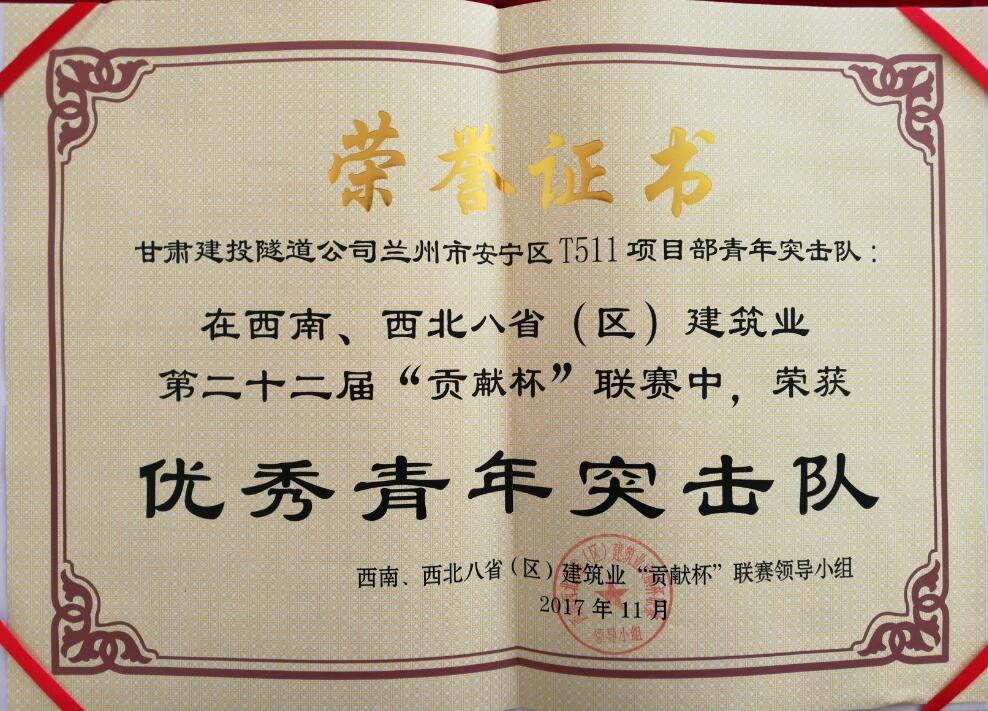 荣誉证书
甘肃建投隧道公司兰州市安宁区T511项目部青年突击队：
在西南、西北八省（区）建筑业
第二十二届“贡献杯”联赛中，荣获
优秀青年突击队
西南、西北八省（区）建筑业“贡献杯”联赛领导小组
2017年11月
领导小组